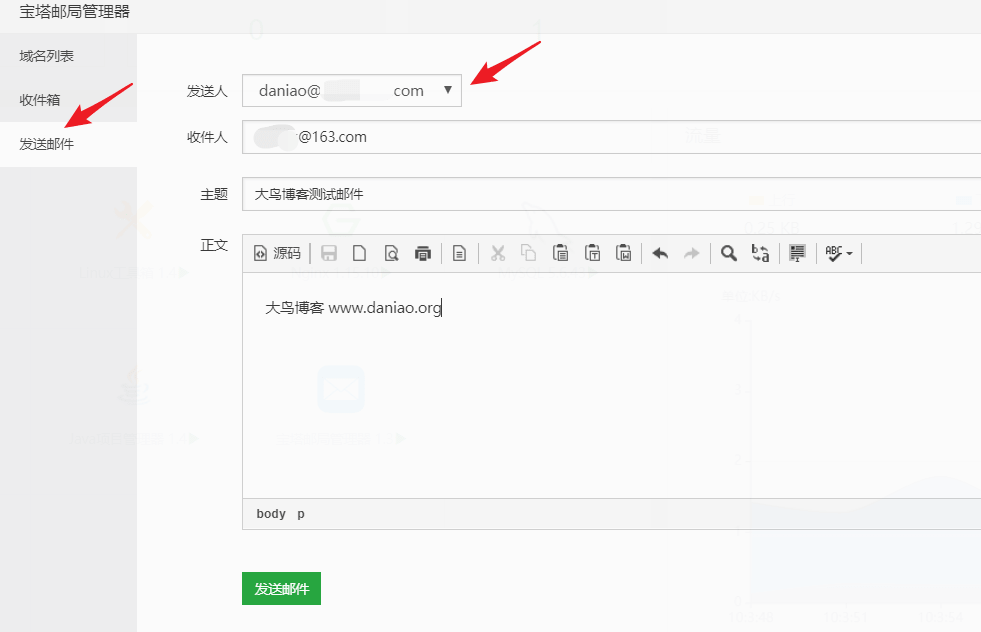 宝塔邮局管理器
域名列表
收件箱
发送邮件
发送人 daniao@ com
收件人 @163.com
主题 大鸟博客测试邮件
正文 源码
大鸟博客 www.daniao.org
body p
发送邮件